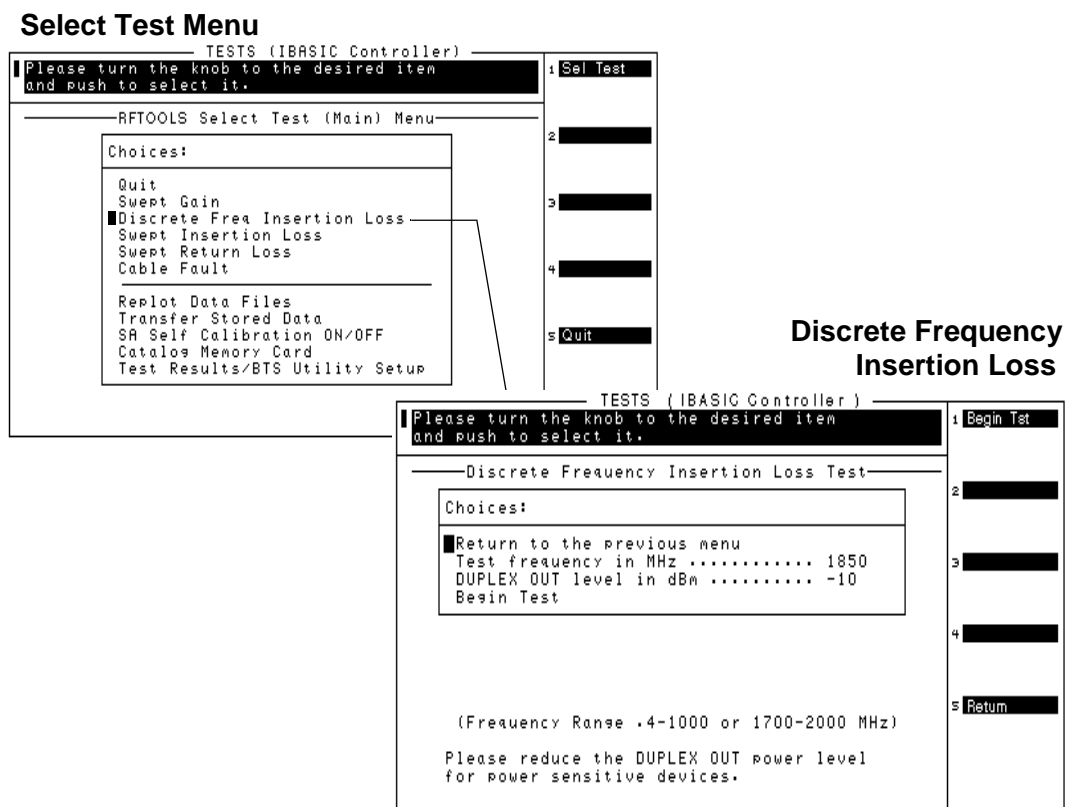 Select Test Menu
TESTS (IBASIC Controller)
Please turn the knob to the desired item
and push to select it.
1 Sel Test
RFTOOLS Select Test (Main) Menu
2
Choices:
Quit
Swept Gain
3
Discrete Freq Insertion Loss
Swept Insertion Loss
Swept Return Loss
Cable Fault
4
Replot Data Files
Transfer Stored Data
SA Self Calibration ON/OFF
5 Quit
Catalog Memory Card
Test Results/BTS Utility Setup
Discrete Frequency
Insertion Loss
TESTS (IBASIC Controller)
Please turn the knob to the desired item
and push to select it.
1 Begin Tst
Discrete Frequency Insertion Loss Test
2
Choices:
Return to the previous menu
Test frequency in MHz ............ 1850
3
DUPLEX OUT level in dBm .......... -10
Begin Test
4
5 Return
(Frequency Range .4-1000 or 1700-2000 MHz)
Please reduce the DUPLEX OUT power level
for power sensitive devices.